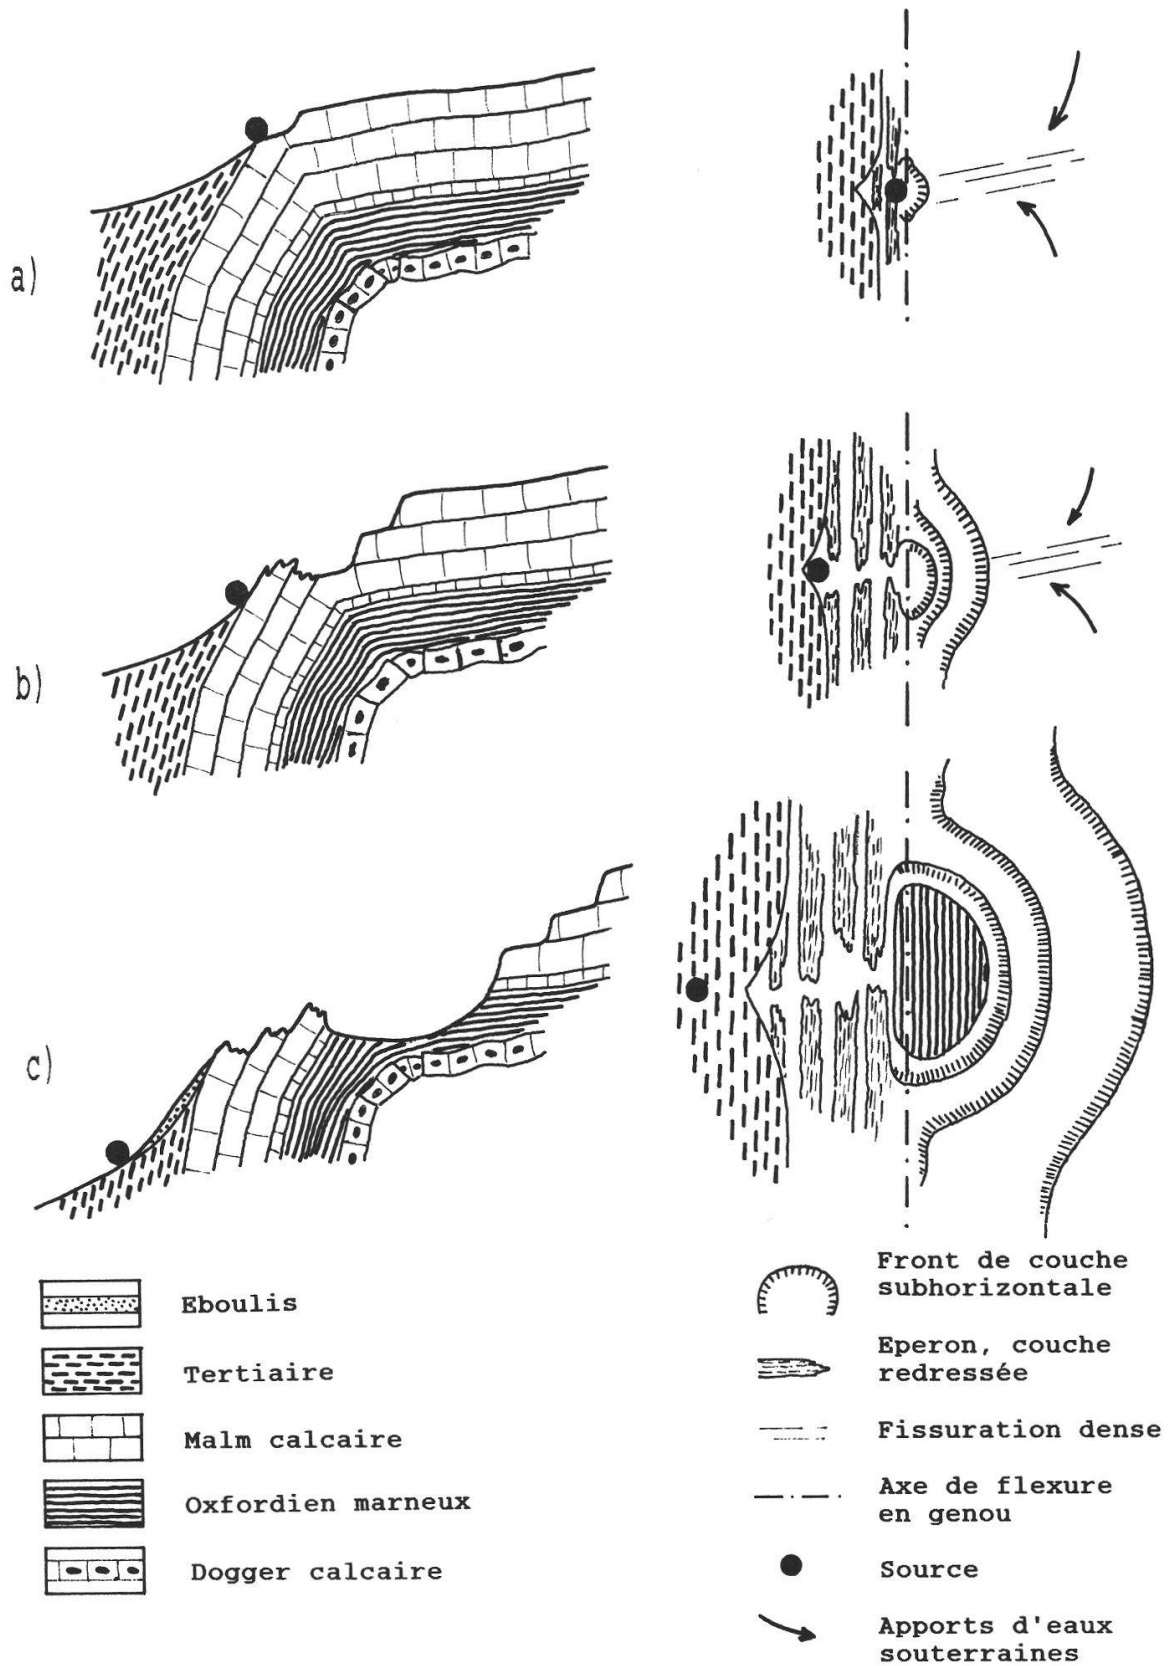 a)
b)
c)
Eboulis
Tertiaire
Malm calcaire
Oxfordien marneux
Dogger calcaire
Front de couche
subhorizontale
Eperon, couche
redressée
Fissuration dense
Axe de flexure
en genou
Source
Apports d'eaux
souterraines